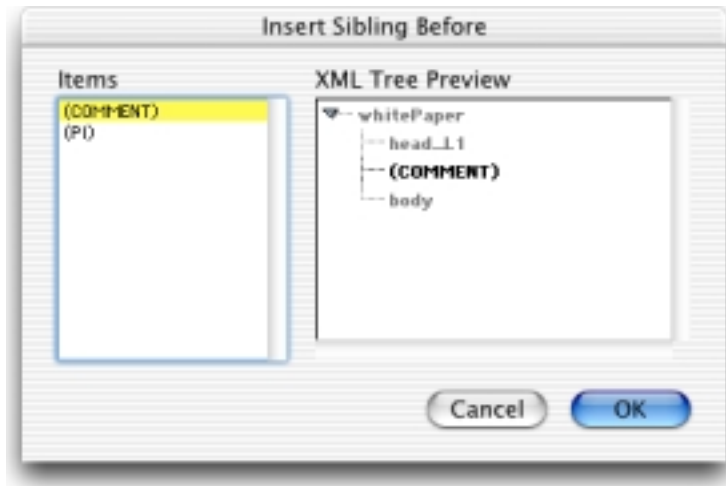 Insert Sibling Before
Items
(COMMENT)
(PI)
XML Tree Preview
whitePaper
head_L1
(COMMENT)
body
Cancel
OK